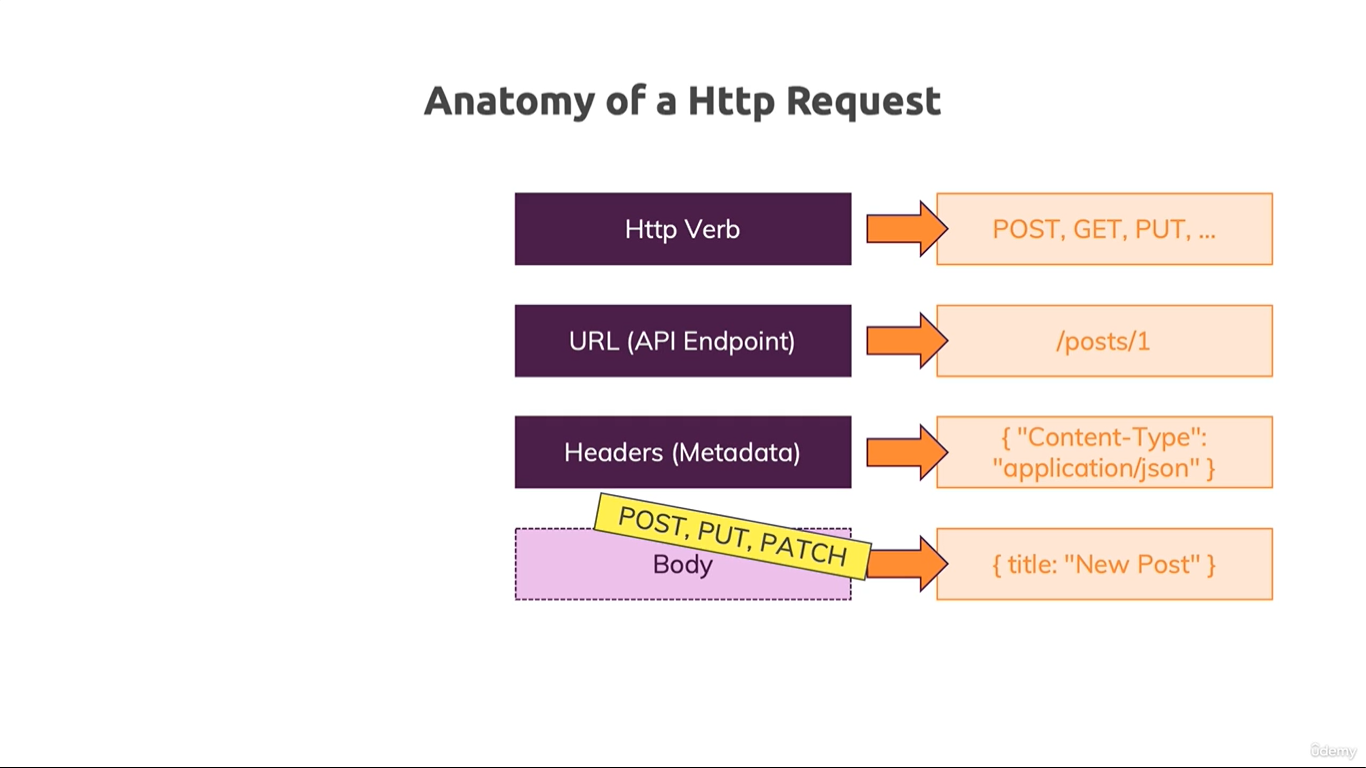 Anatomy of a Http Request
Http Verb
POST, GET, PUT, ...
URL (API Endpoint)
/posts/1
Headers (Metadata)
{ "Content-Type":
"application/json" }
POST, PUT, PATCH
Body
{ title: "New Post" }
ûdemy